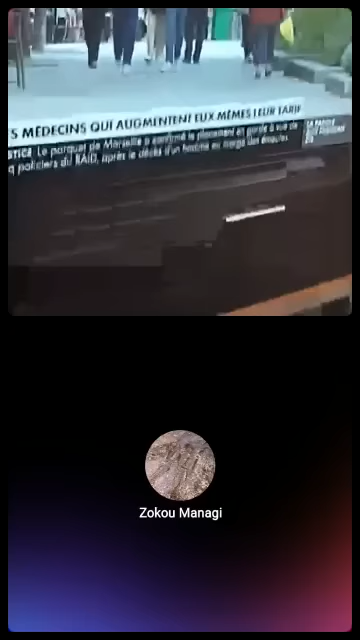 S MÉDECINS QUI AUGMENTENT EUX MÊMES LEUR TARIF
STICE Le parquet de Marseille a confirmé le placement en garde à vue de
q policiers du RAID, après le décès d'un homme en marge des émeutes
Zokou Managi